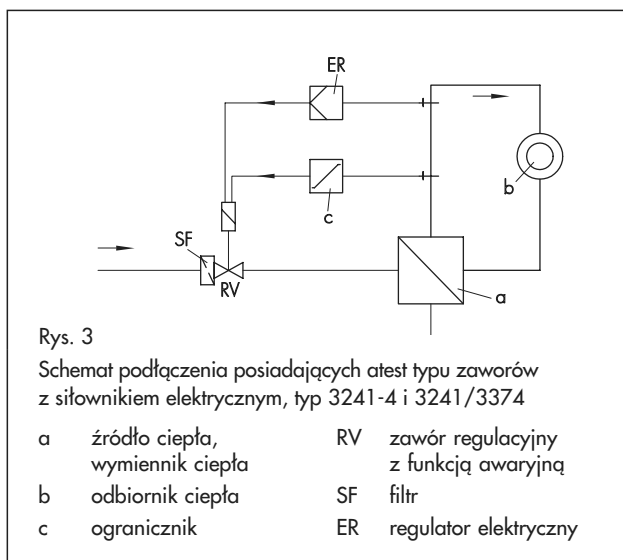 ER
b
c
SF
RV
a
Rys. 3
Schemat podłączenia posiadających atest typu zaworów
z siłownikiem elektrycznym, typ 3241-4 i 3241/3374
a źródło ciepła,
wymiennik ciepła
b odbiornik ciepła
c ogranicznik
RV zawór regulacyjny
z funkcją awaryjną
SF filtr
ER regulator elektryczny